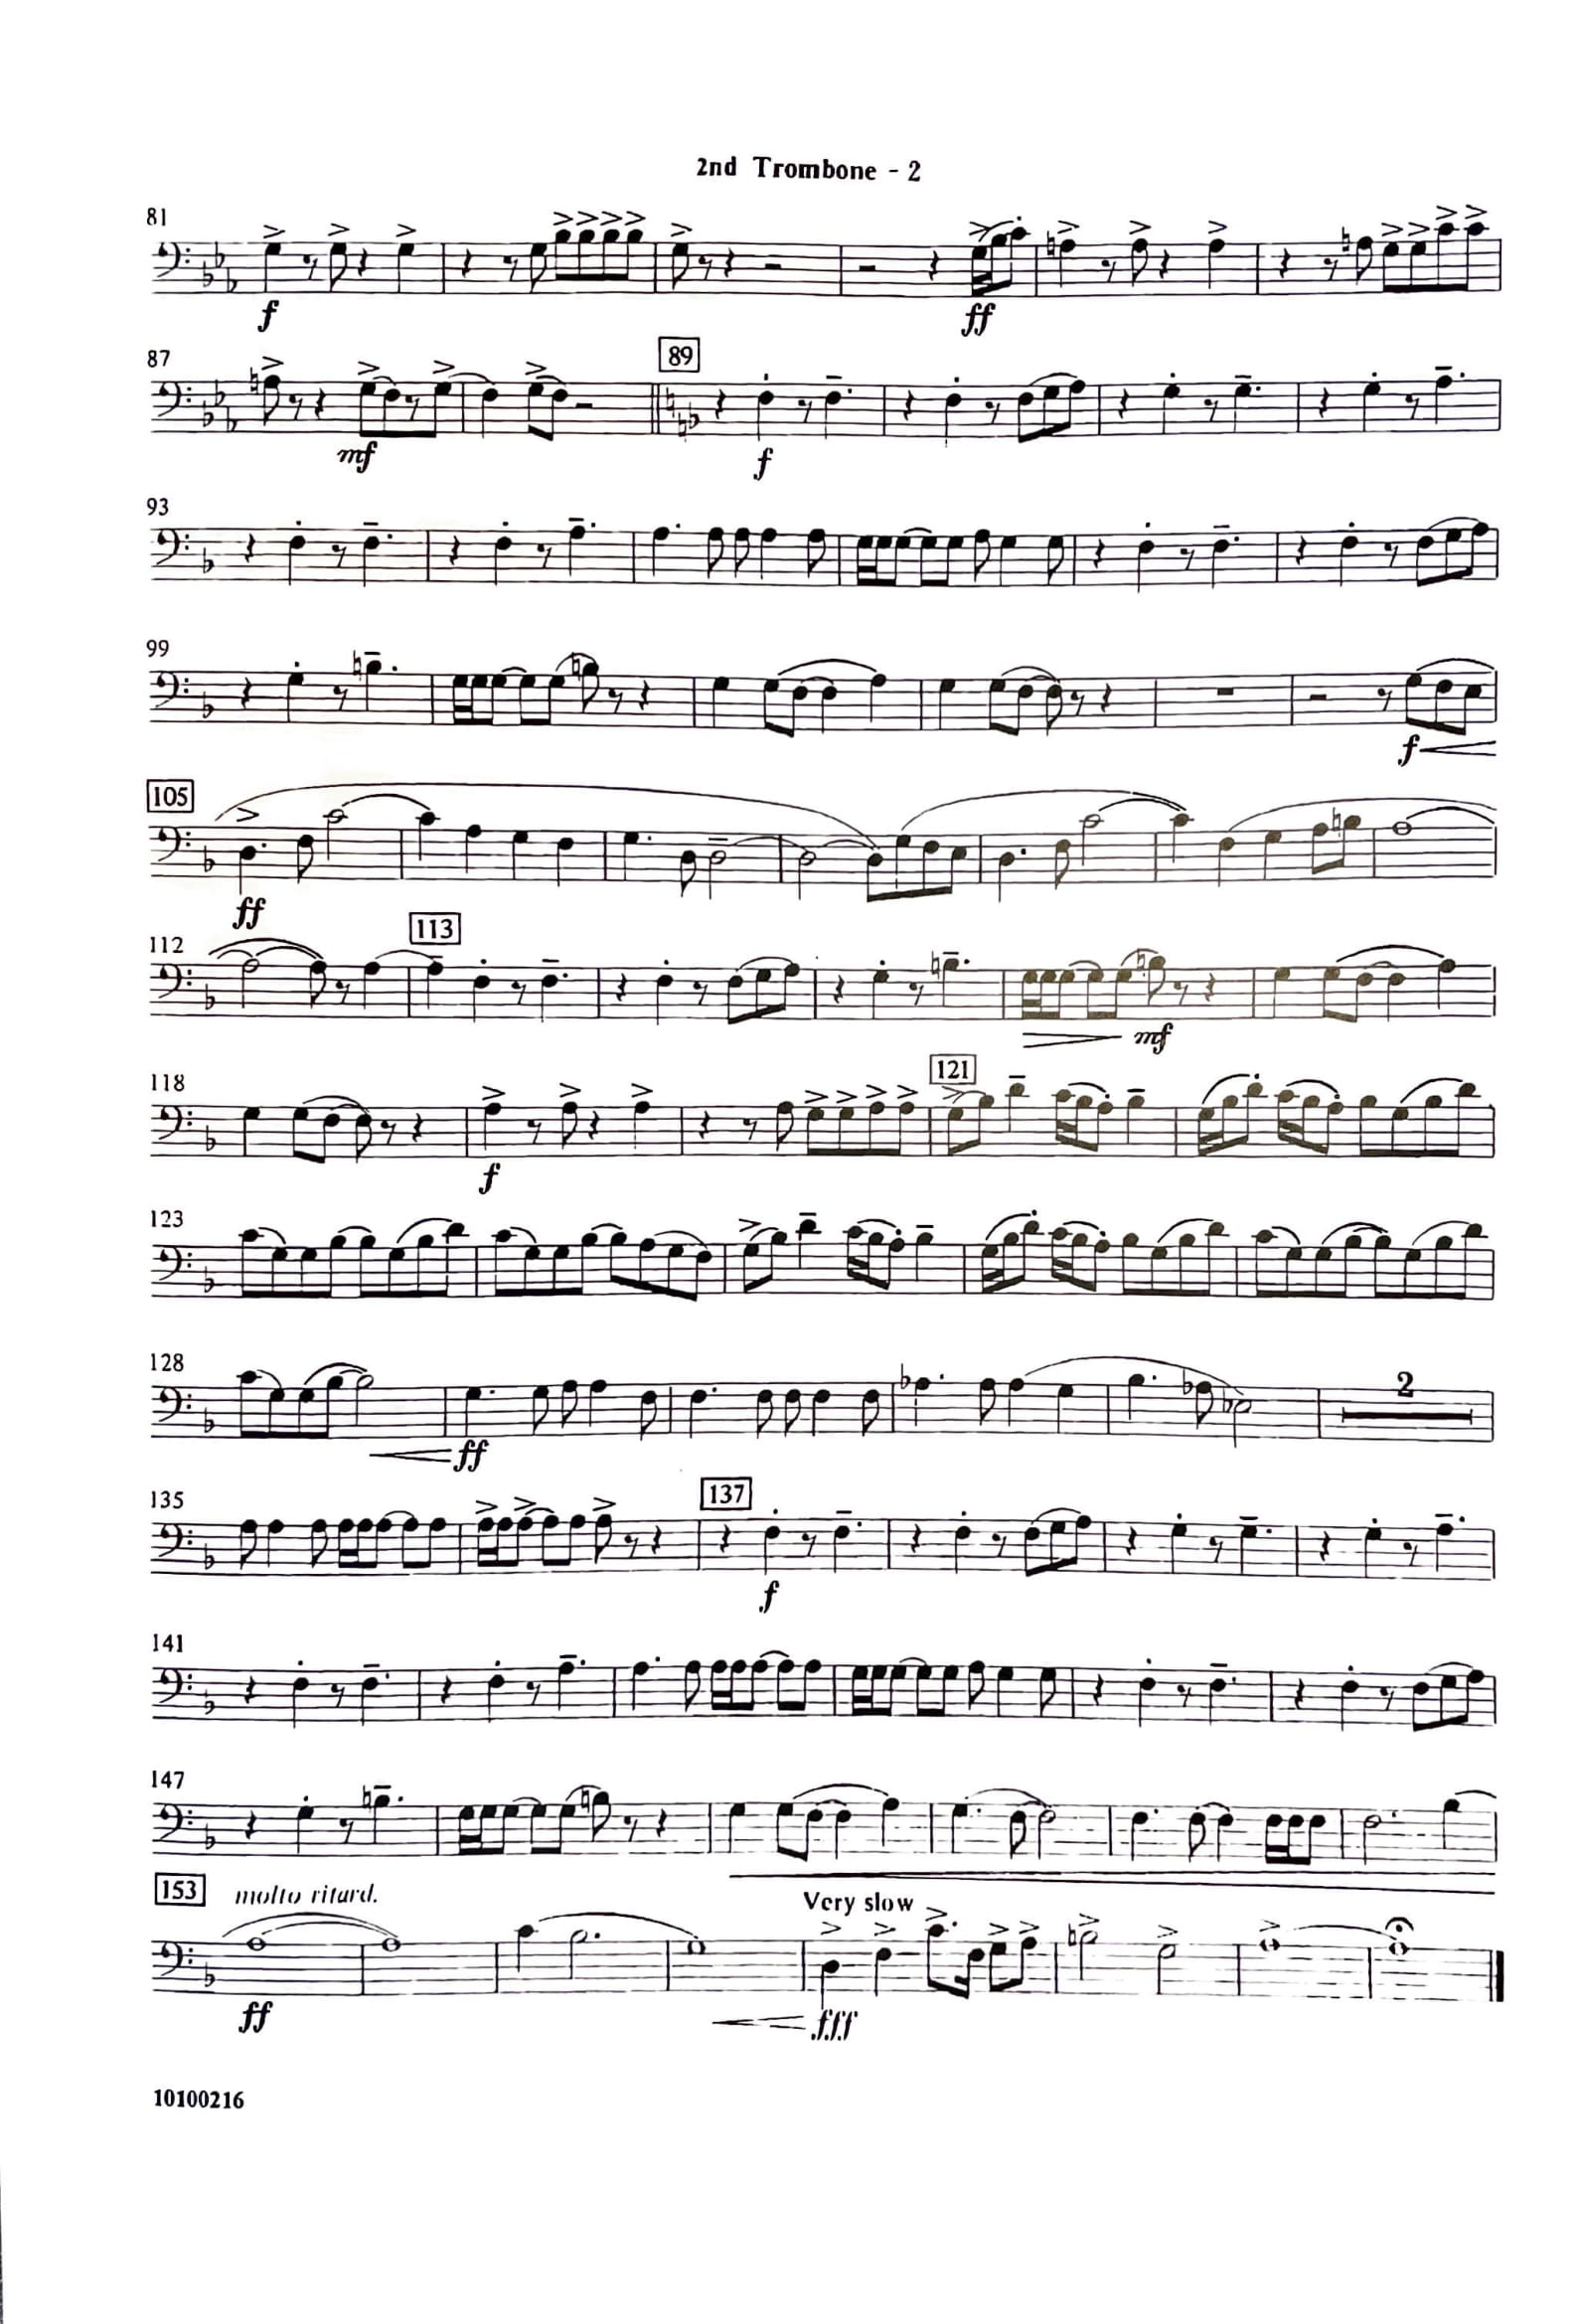 2nd Trombone - 2
81
f
ff
87
89
mf
f
93
99
f
105
ff
112
113
mf
118
121
f
123
128
2
ff
135
137
f
141
147
153 molto ritard.
Very slow
ff
fff
10100216